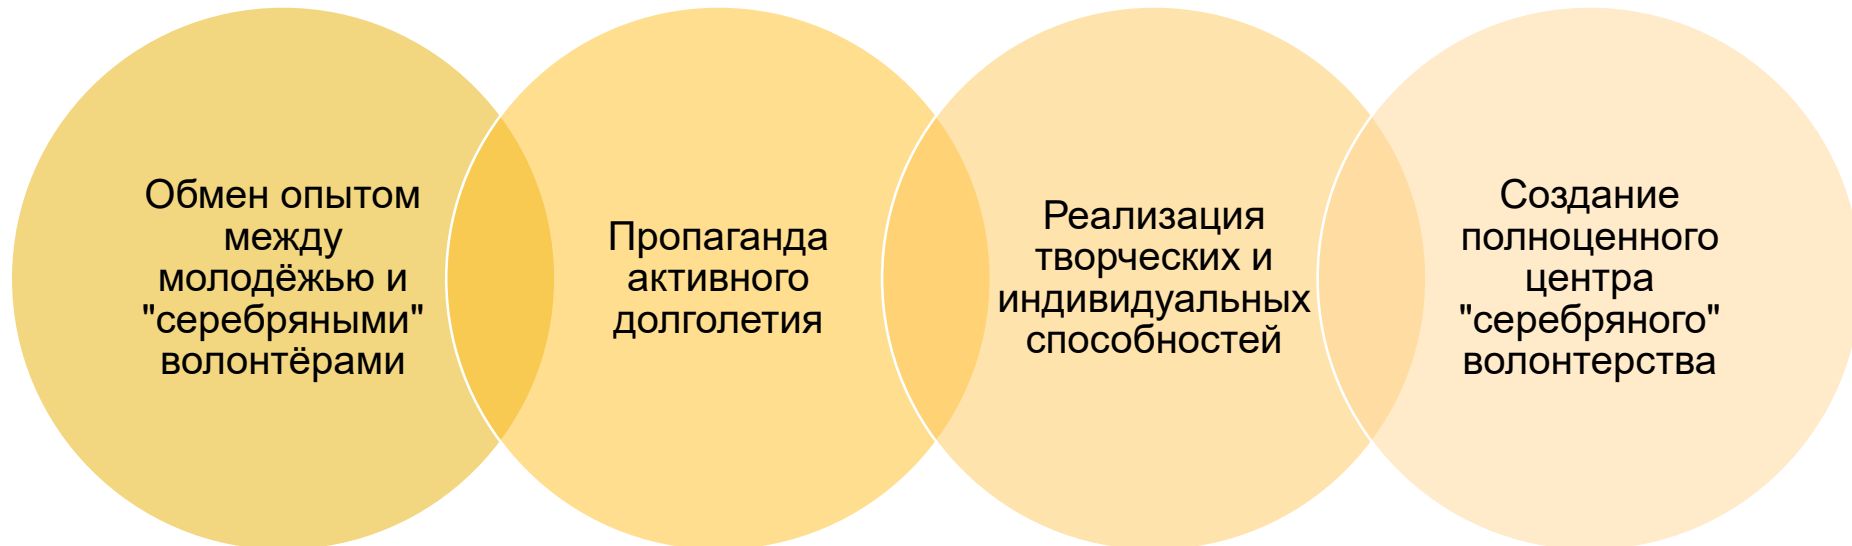 Обмен опытом
между
молодёжью и
"серебряными"
волонтёрами
Пропаганда
активного
долголетия
Реализация
творческих и
индивидуальных
способностей
Создание
полноценного
центра
"серебряного"
волонтерства